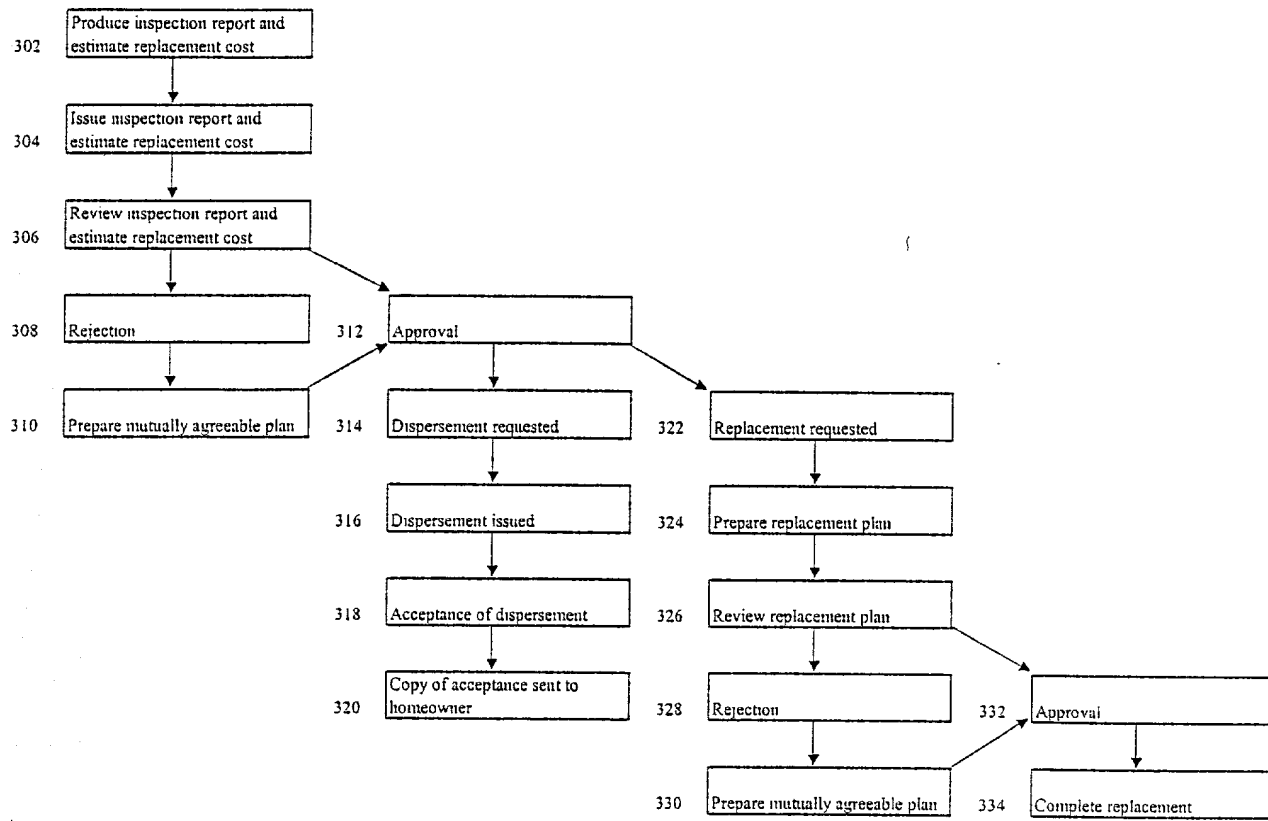 302
Produce inspection report and
estimate replacement cost
304
Issue inspection report and
estimate replacement cost
306
Review inspection report and
estimate replacement cost
308
Rejection
310
Prepare mutually agreeable plan
312
Approval
314
Dispersement requested
316
Dispersement issued
318
Acceptance of dispersement
320
Copy of acceptance sent to
homeowner
322
Replacement requested
324
Prepare replacement plan
326
Review replacement plan
328
Rejection
330
Prepare mutually agreeable plan
332
Approval
334
Complete replacement